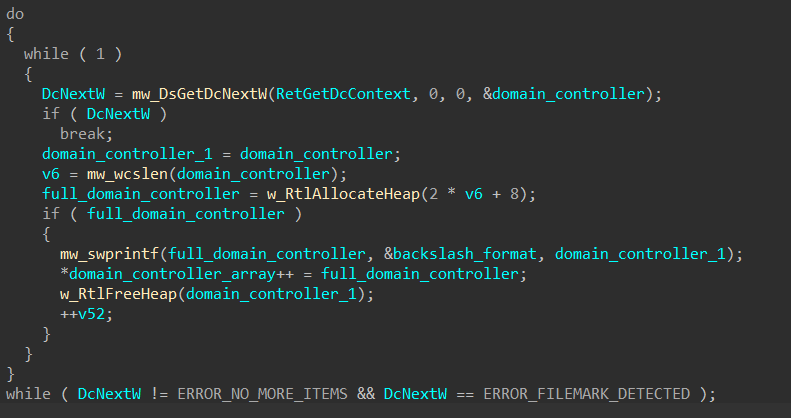 do
{
while ( 1 )
{
DcNextW = mw_DsGetDcNextW(RetGetDcContext, 0, 0, &domain_controller);
if ( DcNextW )
break;
domain_controller_1 = domain_controller;
v6 = mw_wcslen(domain_controller);
full_domain_controller = w_RtlAllocateHeap(2 * v6 + 8);
if ( full_domain_controller )
{
mw_swprintf(full_domain_controller, &backslash_format, domain_controller_1);
*domain_controller_array++ = full_domain_controller;
w_RtlFreeHeap(domain_controller_1);
++v52;
}
}
}
while ( DcNextW != ERROR_NO_MORE_ITEMS && DcNextW == ERROR_FILEMARK_DETECTED );